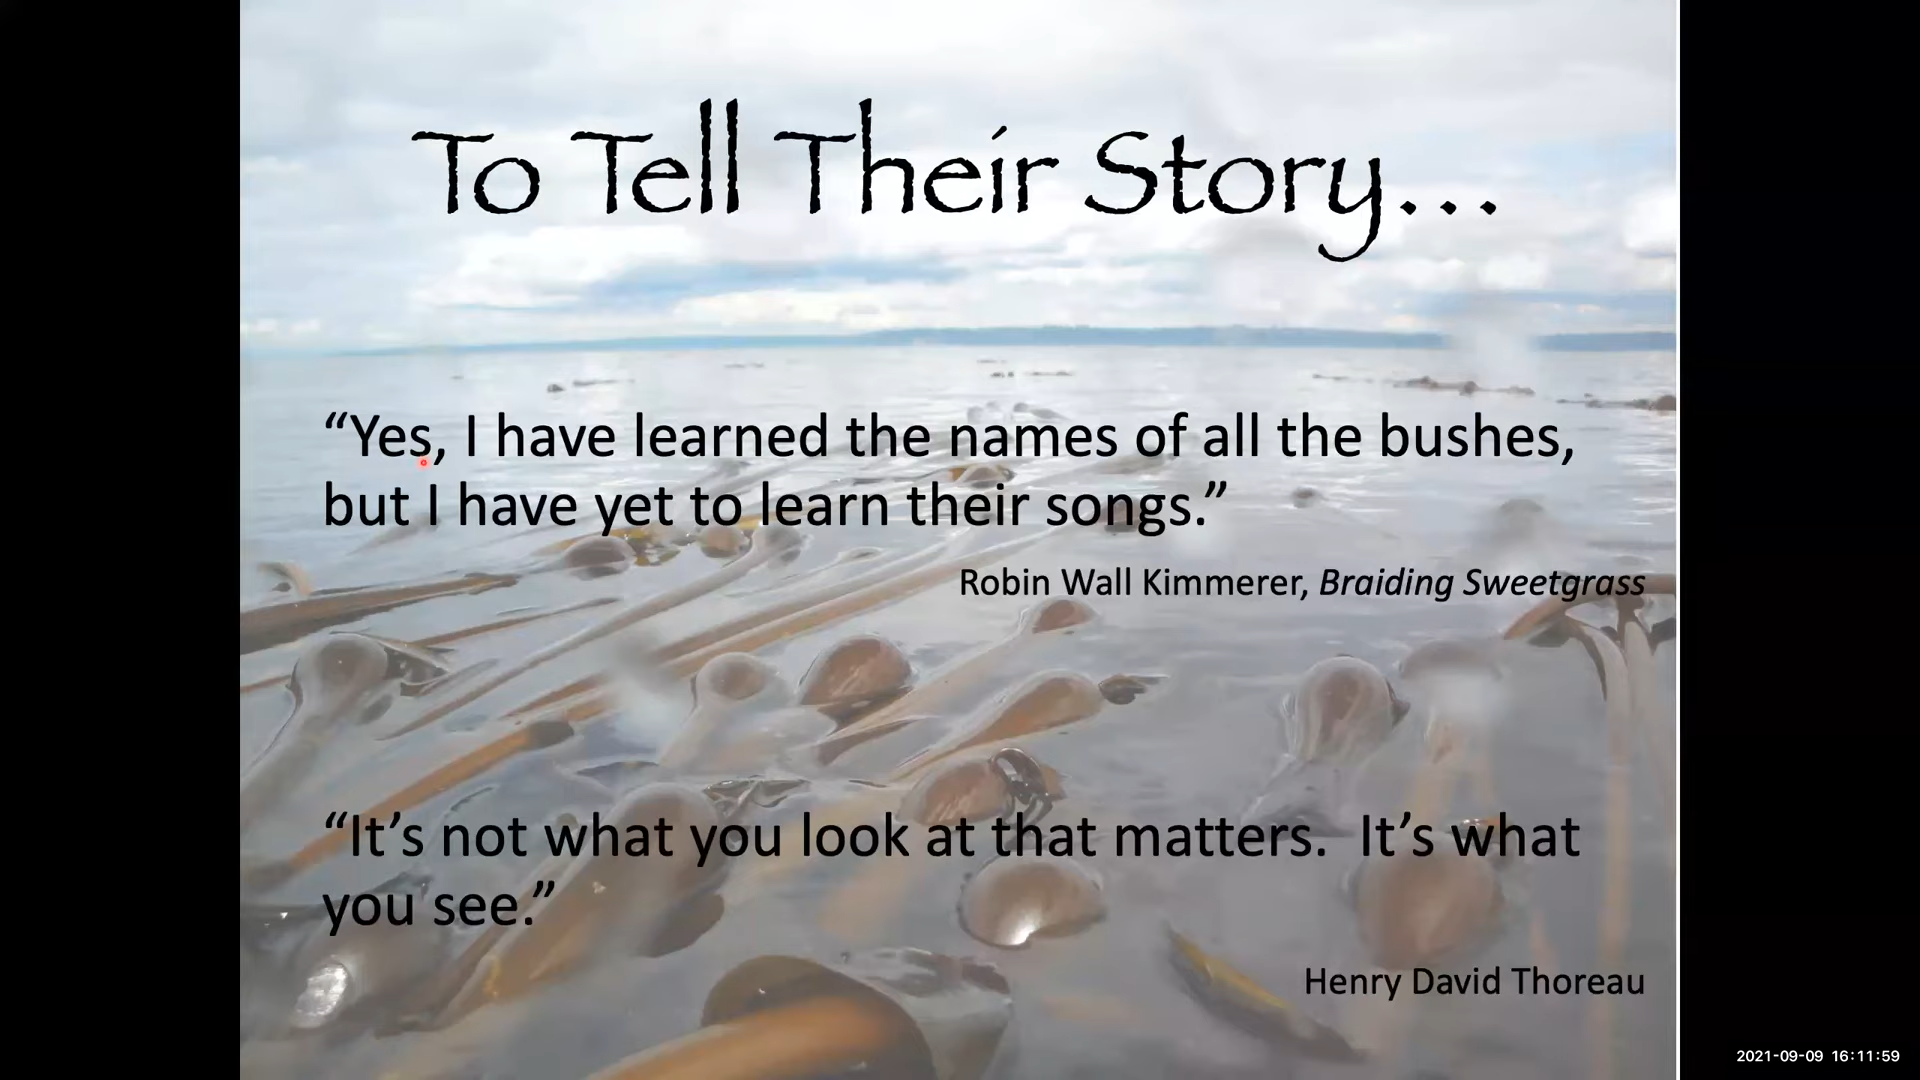 To Tell Their Story...
“Yes, I have learned the names of all the bushes,
but I have yet to learn their songs.”
Robin Wall Kimmerer, Braiding Sweetgrass
“It’s not what you look at that matters.  It’s what
you see.”
Henry David Thoreau
2021-09-09 16:11:59